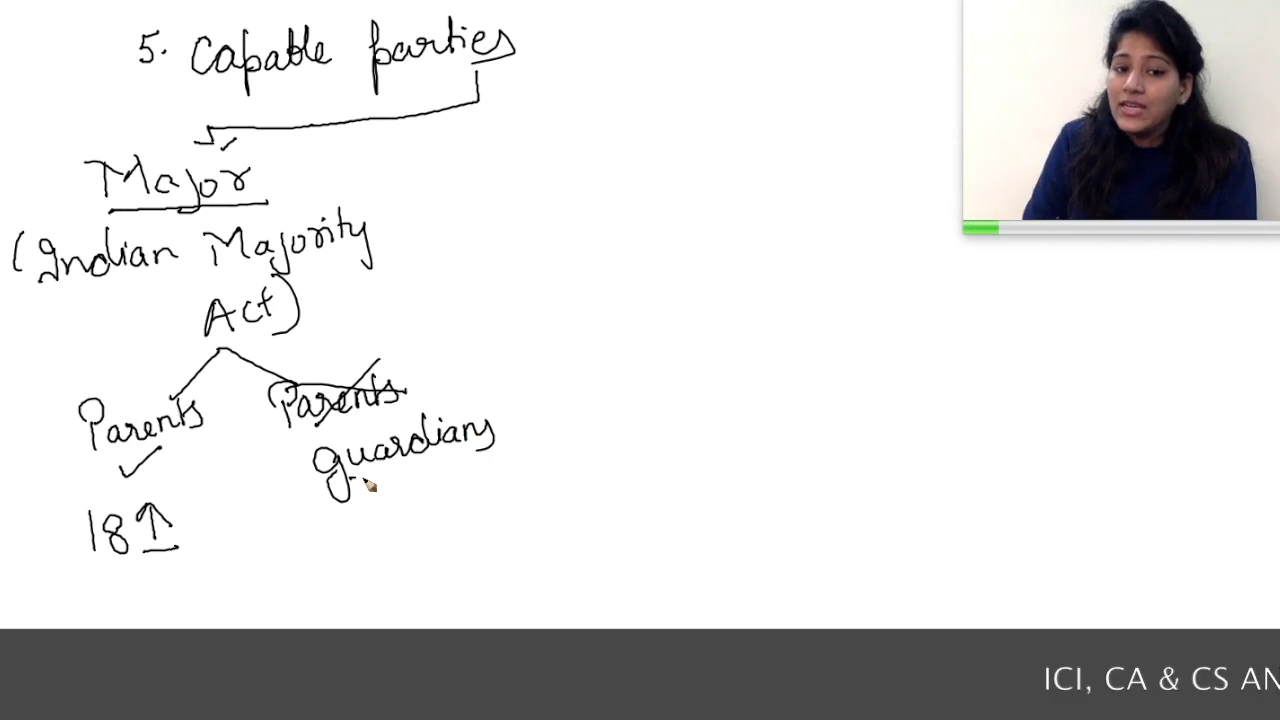 5. Capable parties
Major
(Indian Majority
Act)
Parents Parents
guardians
18↑
ICI, CA & CS AN